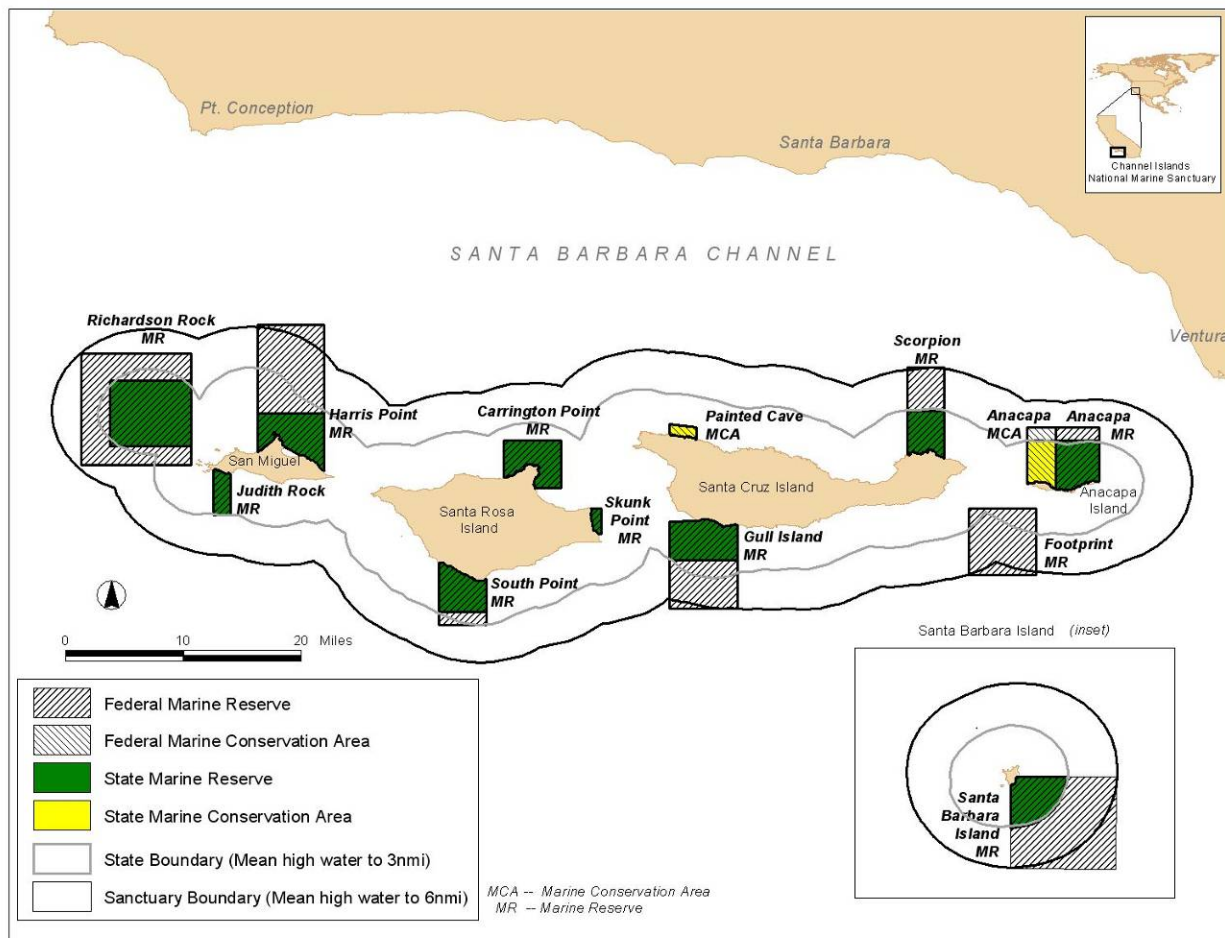 Pt. Conception
Santa Barbara
Channel Islands
National Marine Sanctuary
SANTA BARBARA CHANNEL
Ventura
Richardson Rock
MR
Harris Point
MR
San Miguel
Judith Rock
MR
Carrington Point
MR
Santa Rosa
Island
Skunk
Point
MR
South Point
MR
Painted Cave
MCA
Santa Cruz Island
Gull Island
MR
Scorpion
MR
Anacapa
MCA
Anacapa
MR
Anacapa
Island
Footprint
MR
0 10 20 Miles
Santa Barbara Island (inset)
Santa
Barbara
Island
MR
Federal Marine Reserve
Federal Marine Conservation Area
State Marine Reserve
State Marine Conservation Area
State Boundary (Mean high water to 3nmi)
Sanctuary Boundary (Mean high water to 6nmi)
MCA -- Marine Conservation Area
MR -- Marine Reserve